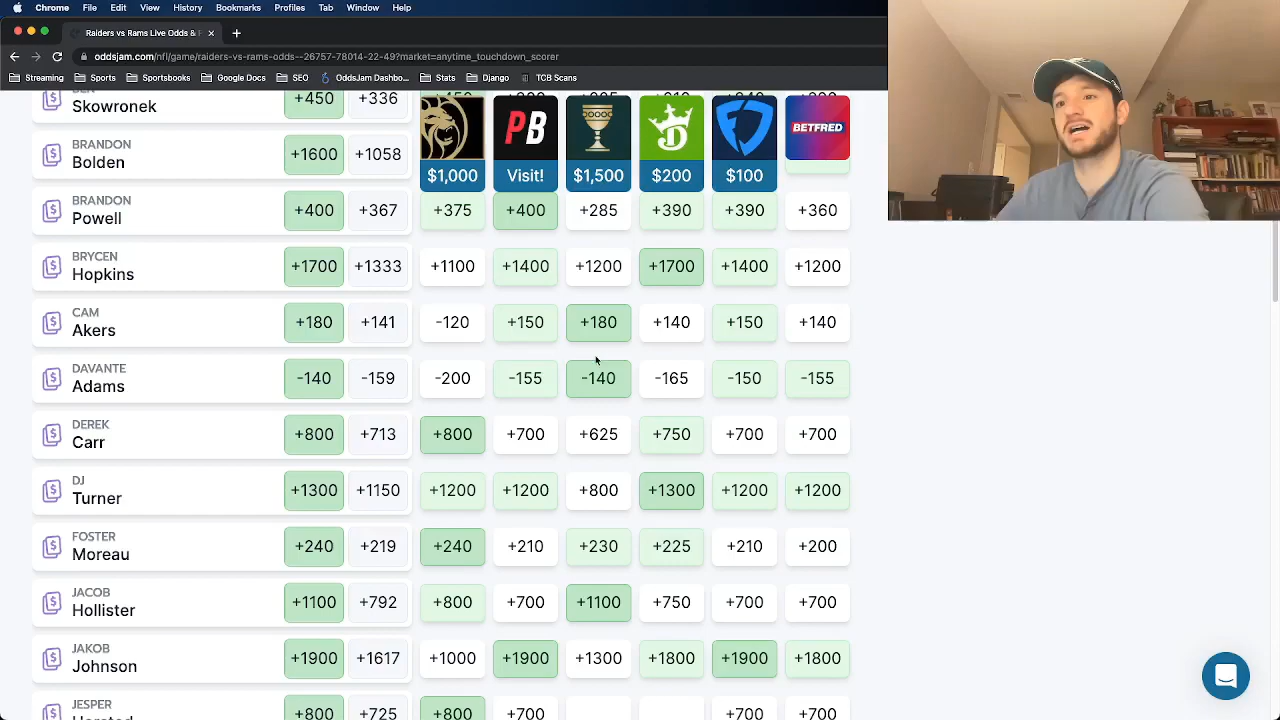 Chrome File Edit View History Bookmarks Profiles Tab Window Help
Raiders vs Rams Live Odds & F
oddsjam.com/nfl/game/raiders-vs-rams-odds--26757-78014-22-49?market=anytime_touchdown_scorer
Streaming Sports Sportsbooks Google Docs SEO OddsJam Dashbo... Stats Django TCB Scans
Skowronek +450 +336
PB BETFRED
$1,000 Visit! $1,500 $200 $100
BRANDON
Bolden +1600 +1058
BRANDON
Powell +400 +367 +375 +400 +285 +390 +390 +360
BRYCEN
Hopkins +1700 +1333 +1100 +1400 +1200 +1700 +1400 +1200
CAM
Akers +180 +141 -120 +150 +180 +140 +150 +140
DAVANTE
Adams -140 -159 -200 -155 -140 -165 -150 -155
DEREK
Carr +800 +713 +800 +700 +625 +750 +700 +700
DJ
Turner +1300 +1150 +1200 +1200 +800 +1300 +1200 +1200
FOSTER
Moreau +240 +219 +240 +210 +230 +225 +210 +200
JACOB
Hollister +1100 +792 +800 +700 +1100 +750 +700 +700
JAKOB
Johnson +1900 +1617 +1000 +1900 +1300 +1800 +1900 +1800
JESPER
+800 +725 +800 +700 +700 +700